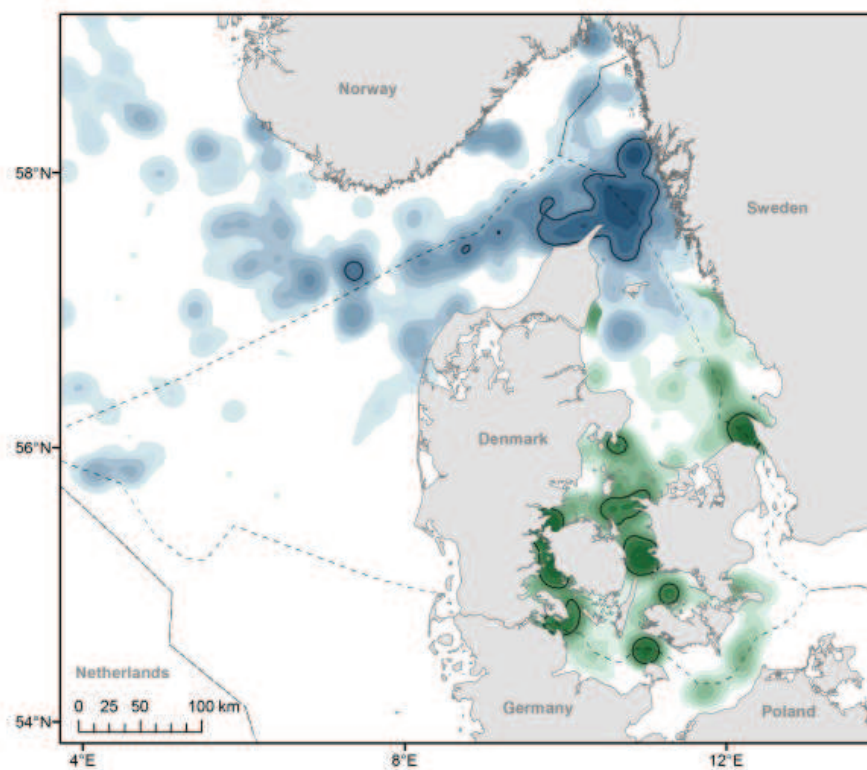 Norway
58°N
Sweden
56°N
Denmark
Netherlands
0 25 50 100 km
Germany
Poland
54°N
4°E 8°E 12°E